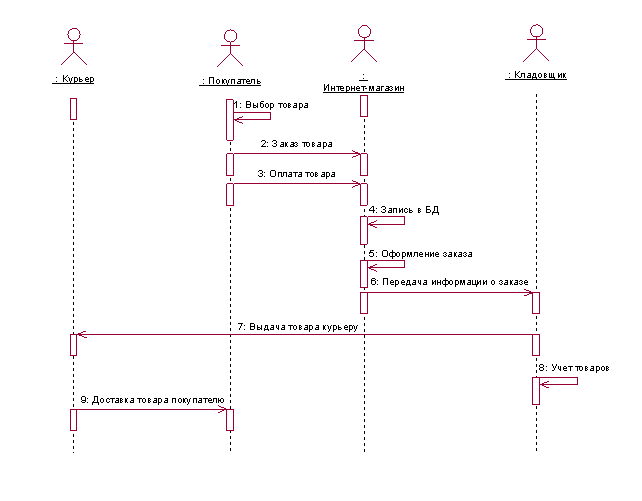 : Курьер
: Покупатель
:
Интернет-магазин
: Кладовщик
1: Выбор товара
2: Заказ товара
3: Оплата товара
4: Запись в БД
5: Оформление заказа
6: Передача информации о заказе
7: Выдача товара курьеру
8: Учет товаров
9: Доставка товара покупателю